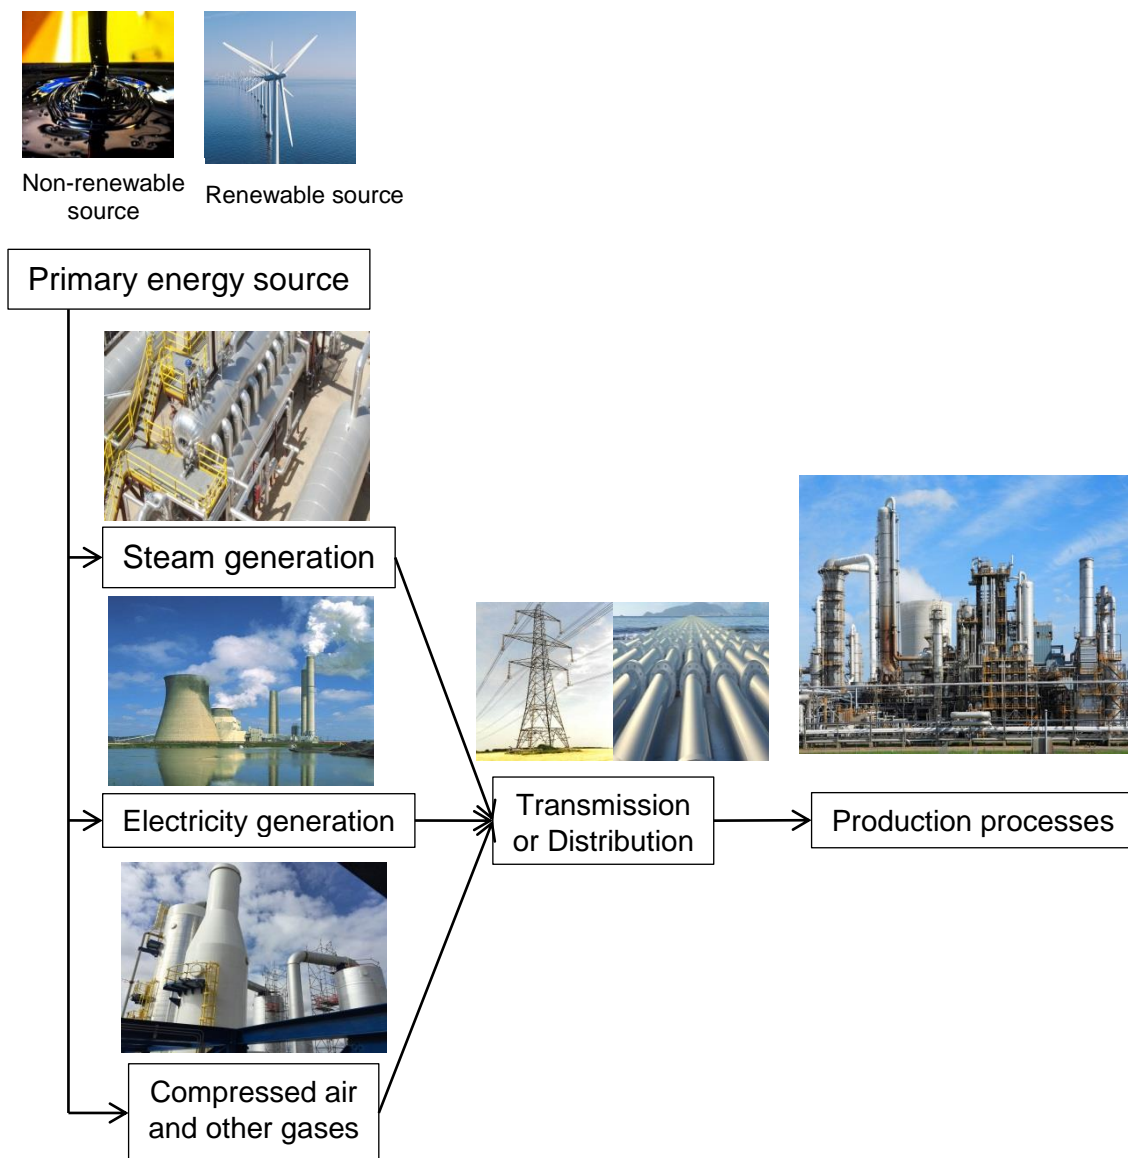 Non-renewable
source
Renewable source
Primary energy source
Steam generation
Electricity generation
Transmission
or Distribution
Production processes
Compressed air
and other gases